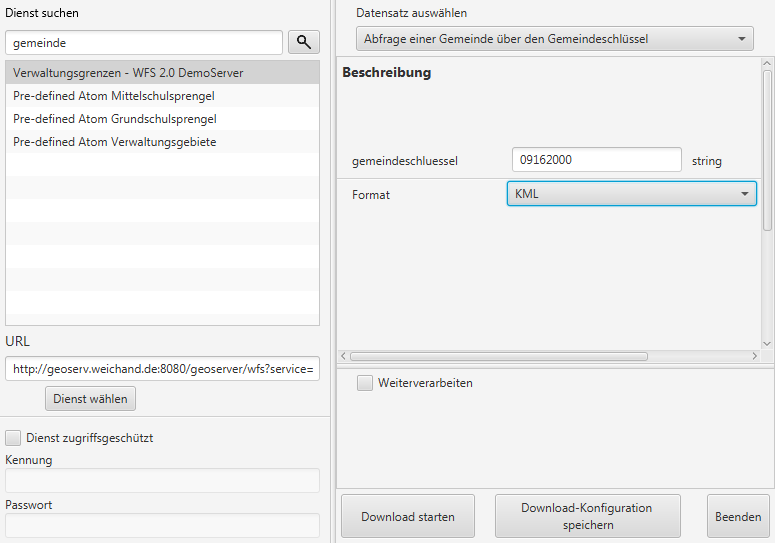 Dienst suchen
gemeinde
Verwaltungsgrenzen - WFS 2.0 DemoServer
Pre-defined Atom Mittelschulsprengel
Pre-defined Atom Grundschulsprengel
Pre-defined Atom Verwaltungsgebiete
URL
http://geoserv.weichand.de:8080/geoserver/wfs?service=
Dienst wählen
Dienst zugriffsgeschützt
Kennung
Passwort
Datensatz auswählen
Abfrage einer Gemeinde über den Gemeindeschlüssel
Beschreibung
gemeindeschluessel 09162000 string
Format KML
Weiterverarbeiten
Download starten
Download-Konfiguration
speichern
Beenden